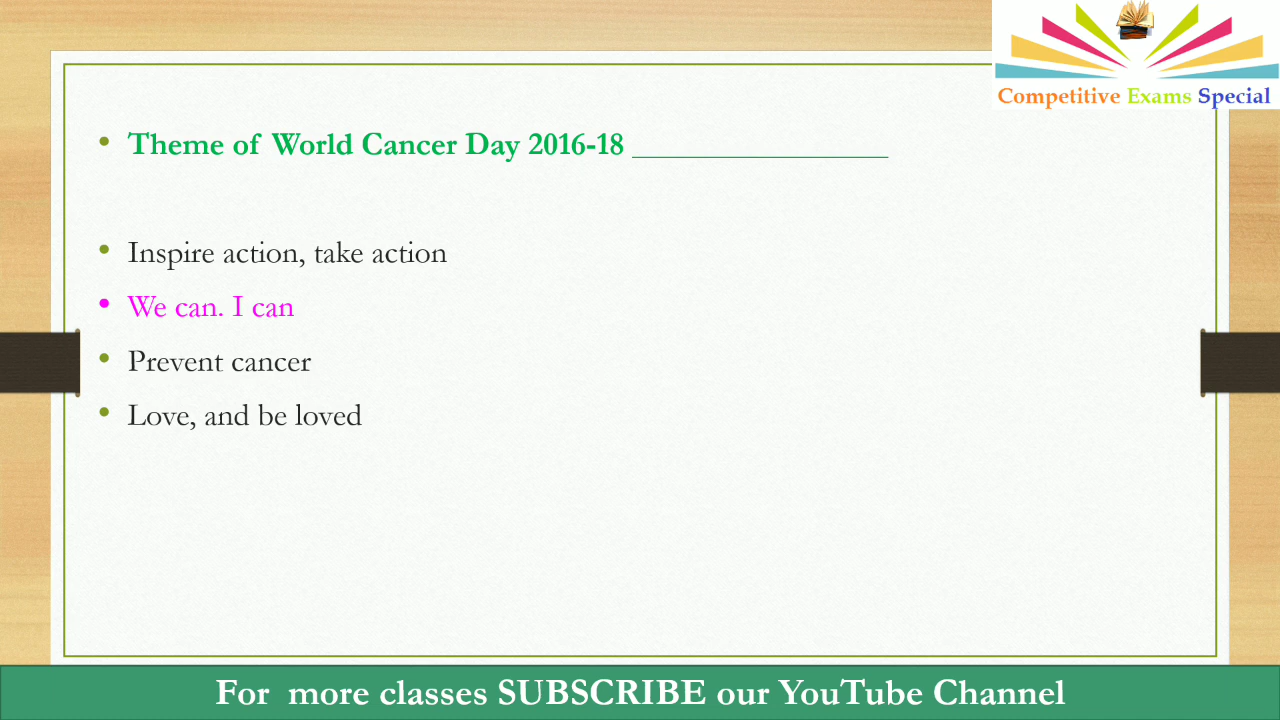 Competitive Exams Special
Theme of World Cancer Day 2016-18 ________________
Inspire action, take action
We can. I can
Prevent cancer
Love, and be loved
For more classes SUBSCRIBE our YouTube Channel